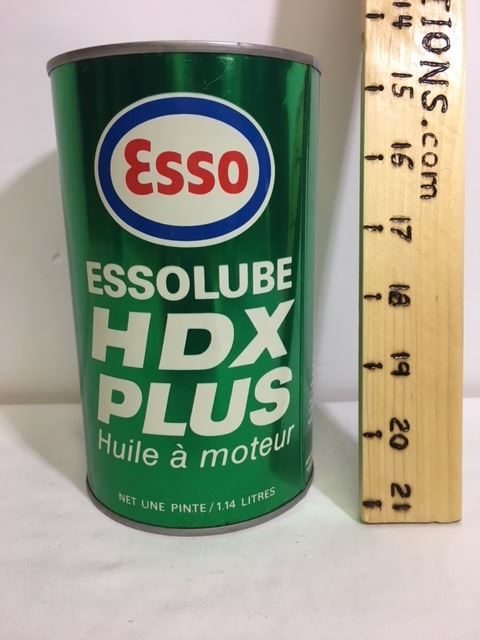 Esso
ESSOLUBE
HDX
PLUS
Huile à moteur
NET UNE PINTE/1.14 LITRES
TIONS.com
14
15
16
17
18
19
20
21